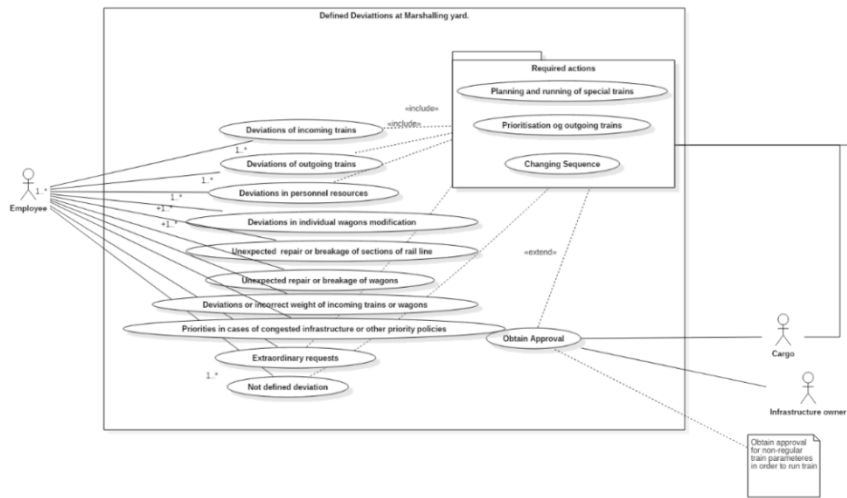 Defined Deviattions at Marshalling yard.
Required actions
Planning and running of special trains
«include»
«include»
Prioritisation og outgoing trains
Deviations of incoming trains
1..*
Deviations of outgoing trains
Changing Sequence
1..*
1..*
Deviations in personnel resources
1..*
Employee
+1..*
Deviations in individual wagons modification
+1..*
Unexpected repair or breakage of sections of rail line
«extend»
Unexpected repair or breakage of wagons
Deviations or incorrect weight of incoming trains or wagons
Priorities in cases of congested infrastructure or other priority policies
Obtain Approval
Cargo
Extraordinary requests
1..*
Not defined deviation
Infrastructure owner
Obtain approval
for non-regular
train parameteres
in order to run train